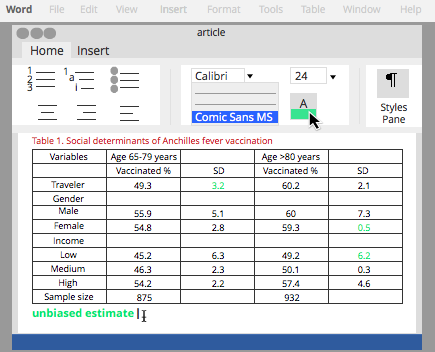 Word File Edit View Insert Format Tools Table Window Help
article
Home Insert
1 2 3 1 a i
Calibri 24
A
Comic Sans MS
Styles
Pane
Table 1. Social determinants of Anchilles fever vaccination
Variables Age 65-79 years Age >80 years
Vaccinated % SD Vaccinated % SD
Traveler 49.3 3.2 60.2 2.1
Gender
Male 55.9 5.1 60 7.3
Female 54.8 2.8 59.3 0.5
Income
Low 45.2 6.3 49.2 6.2
Medium 46.3 2.3 50.1 0.3
High 54.2 2.2 57.4 4.6
Sample size 875 932
unbiased estimate